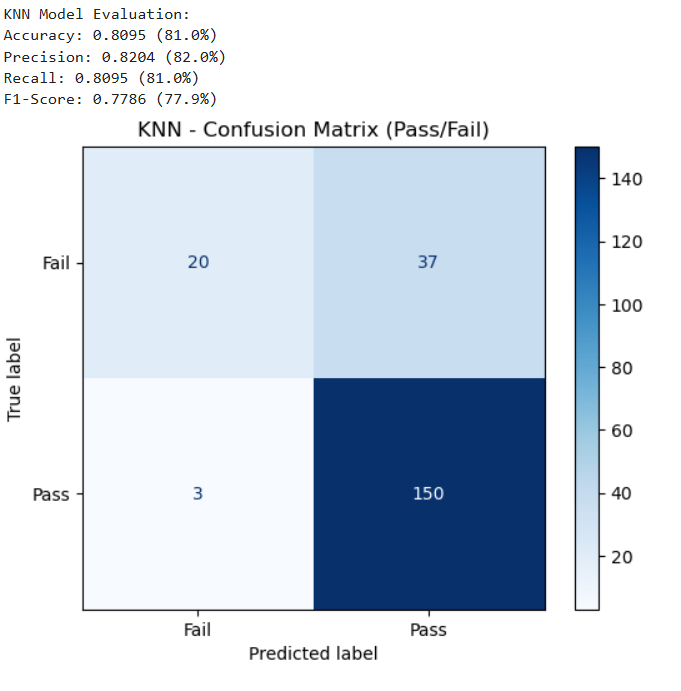 KNN Model Evaluation:
Accuracy: 0.8095 (81.0%)
Precision: 0.8204 (82.0%)
Recall: 0.8095 (81.0%)
F1-Score: 0.7786 (77.9%)
KNN - Confusion Matrix (Pass/Fail)
Fail
20
37
Pass
3
150
True label
Fail
Pass
Predicted label
140
120
100
80
60
40
20